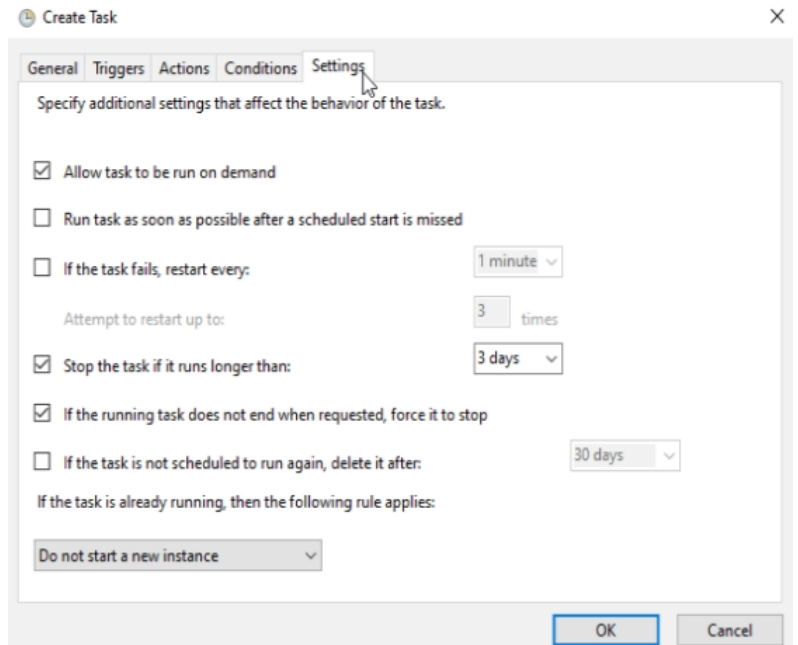 Create Task
General Triggers Actions Conditions Settings
Specify additional settings that affect the behavior of the task.
Allow task to be run on demand
Run task as soon as possible after a scheduled start is missed
If the task fails, restart every: 1 minute
Attempt to restart up to: 3 times
Stop the task if it runs longer than: 3 days
If the running task does not end when requested, force it to stop
If the task is not scheduled to run again, delete it after: 30 days
If the task is already running, then the following rule applies:
Do not start a new instance
OK Cancel